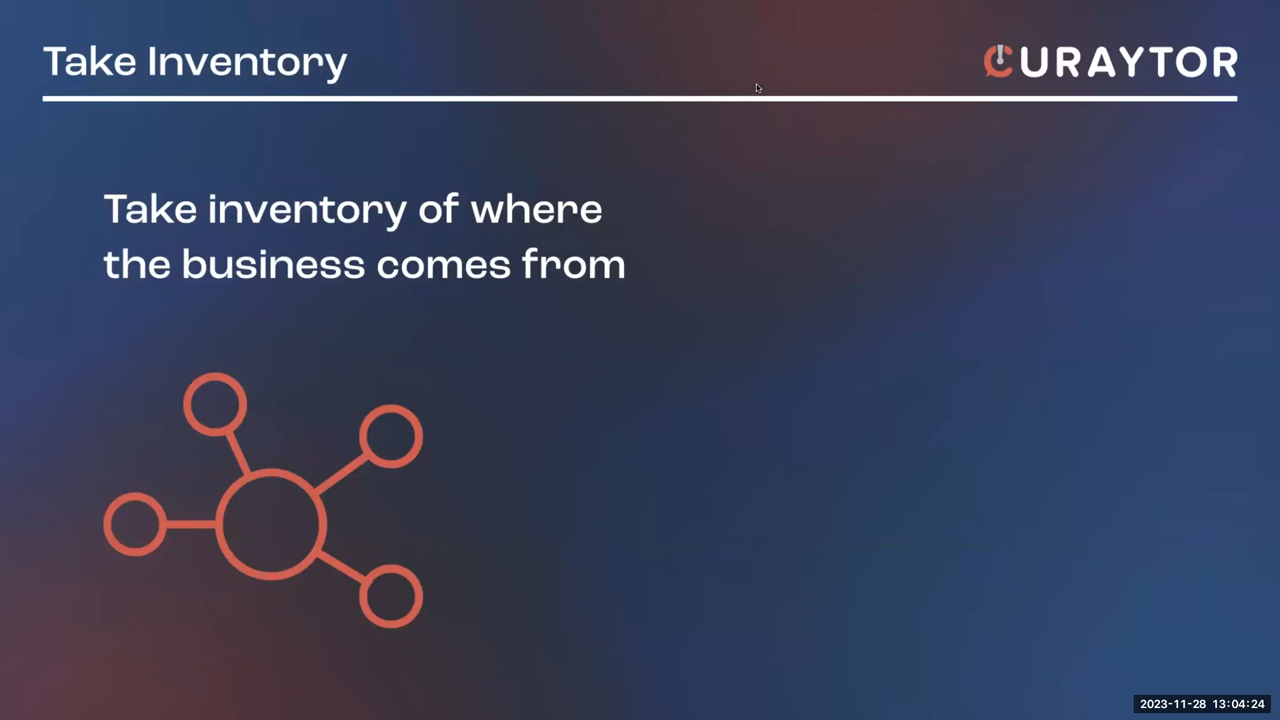 Take Inventory
CURAYTOR
Take inventory of where
the business comes from
2023-11-28 13:04:24